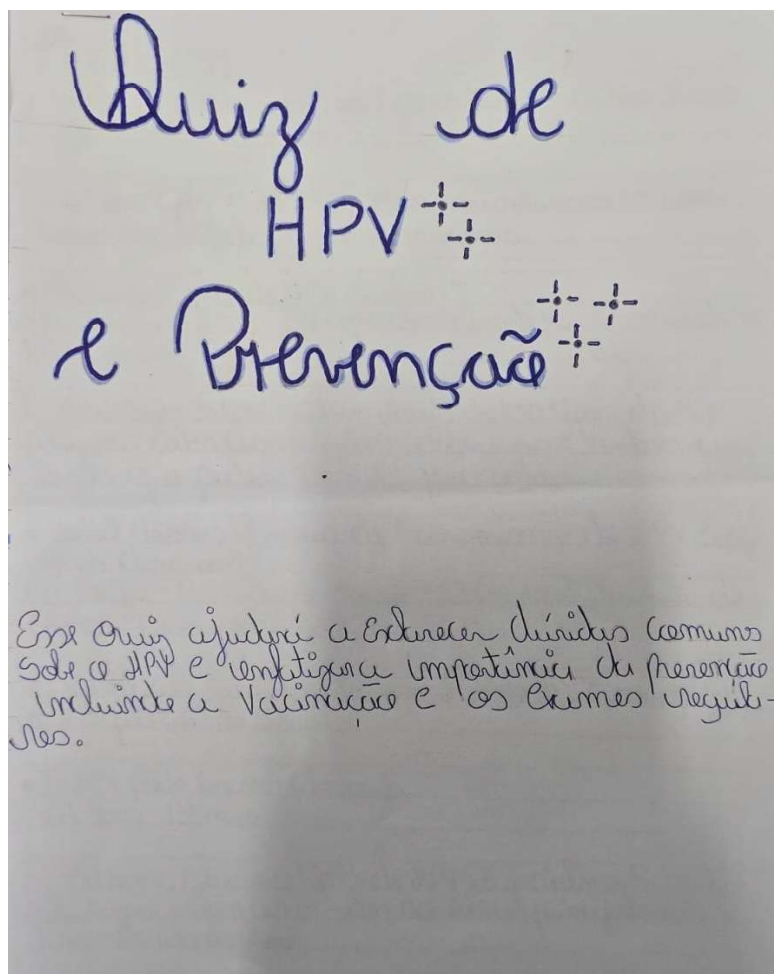 Quiz de
HPV
e Prevenção
Esse Quiz ajudará a Esclarecer dúvidas comuns
sobre o HPV e enfatizar a importância da prevenção
incluindo a Vacinação e os Exames regula-
res.